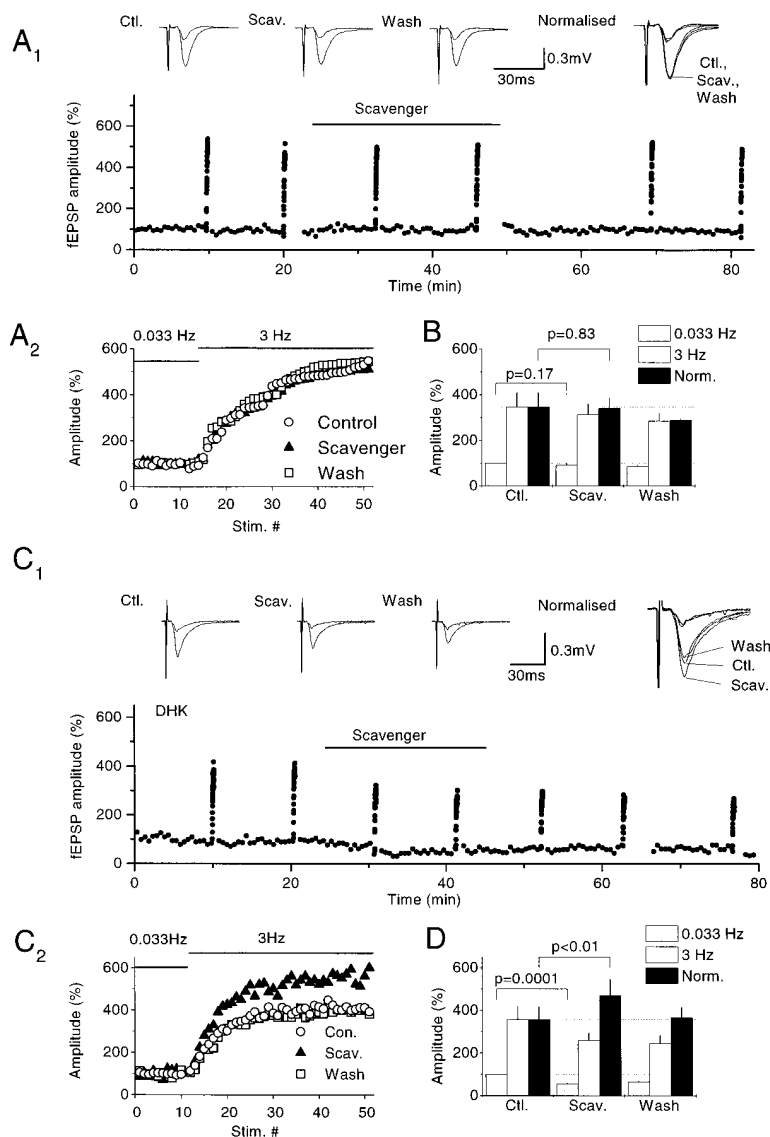 A1
Ctl.
Scav.
Wash
Normalised
0.3mV
30ms
Ctl.,
Scav.,
Wash
Scavenger
fEPSP amplitude (%)
600
400
200
0
0 20 40 60 80
Time (min)
A2
0.033 Hz 3 Hz
Amplitude (%)
600
400
200
0
Control
Scavenger
Wash
0 10 20 30 40 50
Stim. #
B
0.033 Hz
3 Hz
Norm.
p=0.83
p=0.17
Amplitude (%)
600
400
200
0
Ctl. Scav. Wash
C1
Ctl.
Scav.
Wash
Normalised
0.3mV
30ms
Wash
Ctl.
Scav.
DHK
Scavenger
fEPSP amplitude (%)
600
400
200
0
0 20 40 60 80
Time (min)
C2
0.033Hz 3Hz
Amplitude (%)
600
400
200
0
Con.
Scav.
Wash
0 10 20 30 40 50
Stim. #
D
0.033 Hz
3 Hz
Norm.
p<0.01
p=0.0001
Amplitude (%)
600
400
200
0
Ctl. Scav. Wash